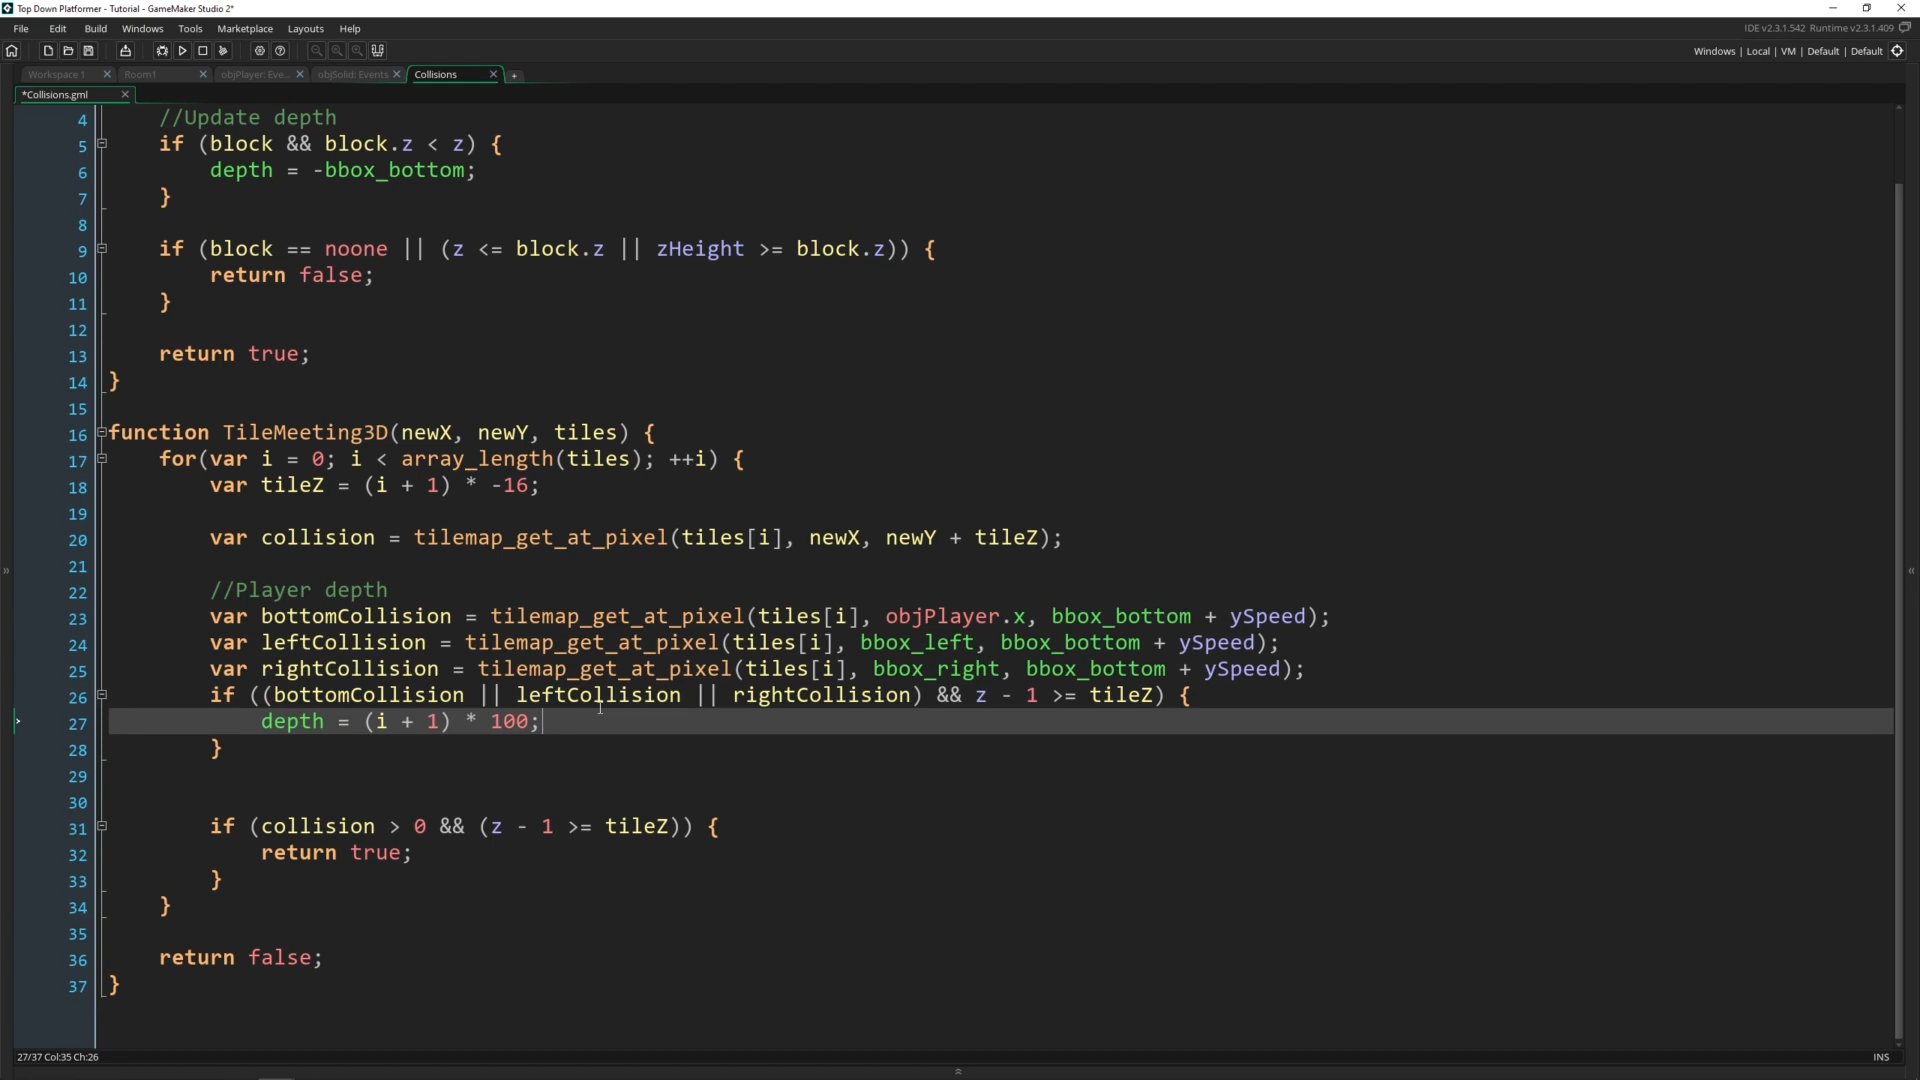 Top Down Platformer - Tutorial - GameMaker Studio 2*
File Edit Build Windows Tools Marketplace Layouts Help
IDE v2.3.1.542 Runtime v2.3.1.409
Windows | Local | VM | Default | Default
Workspace 1 Room1 objPlayer: Eve... objSolid: Events Collisions +
*Collisions.gml
4 //Update depth
5 if (block && block.z < z) {
6 depth = -bbox_bottom;
7 }
8
9 if (block == noone || (z <= block.z || zHeight >= block.z)) {
10 return false;
11 }
12
13 return true;
14 }
15
16 function TileMeeting3D(newX, newY, tiles) {
17 for(var i = 0; i < array_length(tiles); ++i) {
18 var tileZ = (i + 1) * -16;
19
20 var collision = tilemap_get_at_pixel(tiles[i], newX, newY + tileZ);
21
22 //Player depth
23 var bottomCollision = tilemap_get_at_pixel(tiles[i], objPlayer.x, bbox_bottom + ySpeed);
24 var leftCollision = tilemap_get_at_pixel(tiles[i], bbox_left, bbox_bottom + ySpeed);
25 var rightCollision = tilemap_get_at_pixel(tiles[i], bbox_right, bbox_bottom + ySpeed);
26 if ((bottomCollision || leftCollision || rightCollision) && z - 1 >= tileZ) {
27 depth = (i + 1) * 100;
28 }
29
30
31 if (collision > 0 && (z - 1 >= tileZ)) {
32 return true;
33 }
34 }
35
36 return false;
37 }
27/37 Col:35 Ch:26
INS